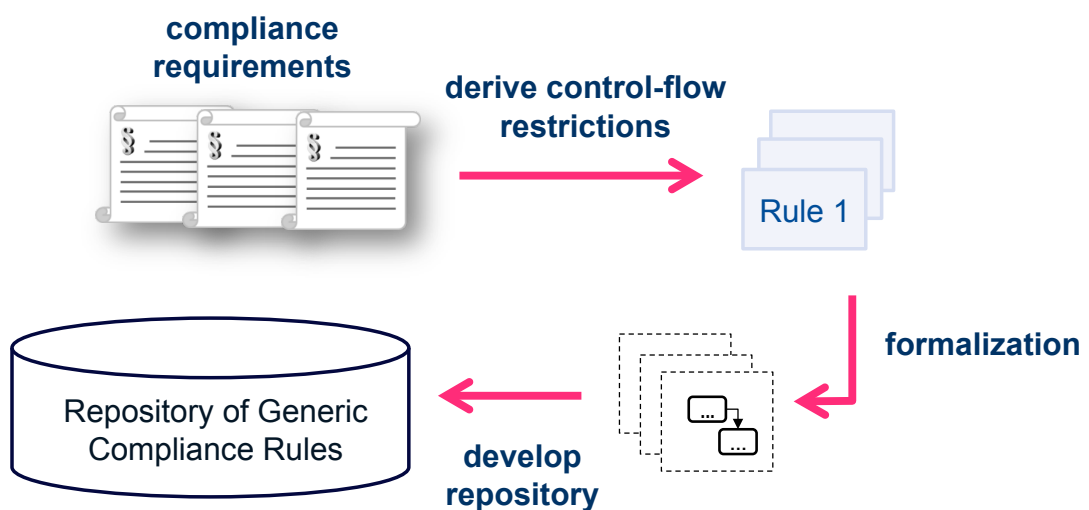 compliance
requirements
derive control-flow
restrictions
§
§
§
Rule 1
formalization
...
...
Repository of Generic
Compliance Rules
develop
repository